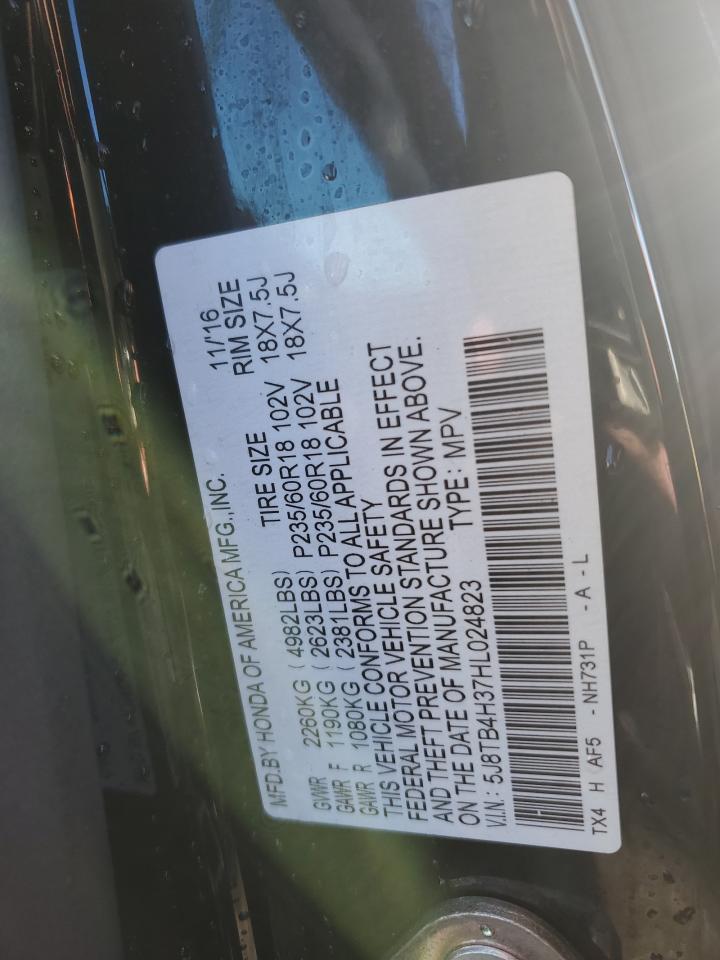 MFD. BY HONDA OF AMERICA MFG., INC. 11/'16
TIRE SIZE RIM SIZE
GVWR 2260KG ( 4982LBS)
GAWR F 1190KG ( 2623LBS) P235/60R18 102V 18X7.5J
GAWR R 1080KG ( 2381LBS) P235/60R18 102V 18X7.5J
THIS VEHICLE CONFORMS TO ALL APPLICABLE
FEDERAL MOTOR VEHICLE SAFETY
AND THEFT PREVENTION STANDARDS IN EFFECT
ON THE DATE OF MANUFACTURE SHOWN ABOVE.
V.I.N.: 5J8TB4H37HL024823 TYPE: MPV
TX4 H AF5 - NH731P - A - L